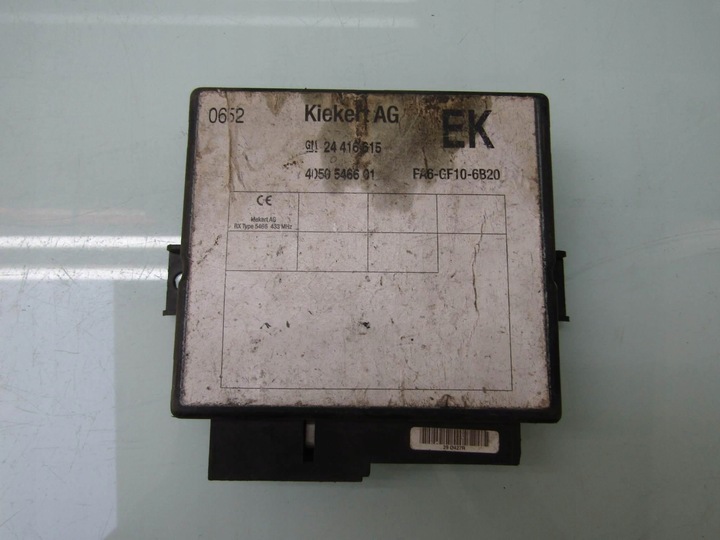 0652 Kiekert AG EK
GM 24 416 615
4050 5466 01 FA6-GF10-6B20
CE
kiekert AG
RX Type 5466 433 MHz